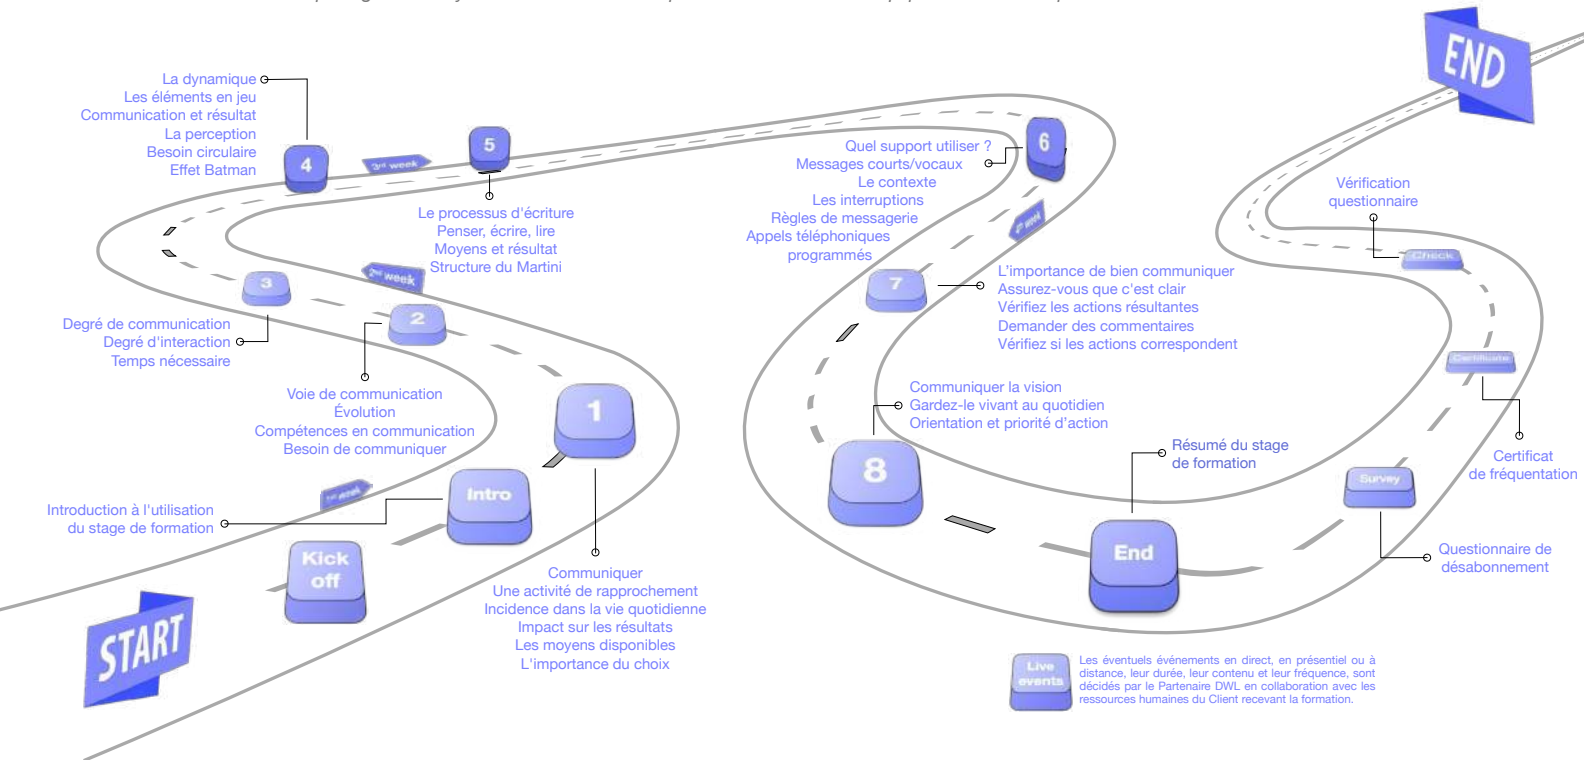 START
Kick
off
Intro
1st week
Introduction à l'utilisation
du stage de formation
1
Communiquer
Une activité de rapprochement
Incidence dans la vie quotidienne
Impact sur les résultats
Les moyens disponibles
L'importance du choix
2
Voie de communication
Évolution
Compétences en communication
Besoin de communiquer
2nd week
3
Degré de communication
Degré d'interaction
Temps nécessaire
4
La dynamique
Les éléments en jeu
Communication et résultat
La perception
Besoin circulaire
Effet Batman
3rd week
5
Le processus d'écriture
Penser, écrire, lire
Moyens et résultat
Structure du Martini
6
Quel support utiliser ?
Messages courts/vocaux
Le contexte
Les interruptions
Règles de messagerie
Appels téléphoniques
programmés
week
7
L'importance de bien communiquer
Assurez-vous que c'est clair
Vérifiez les actions résultantes
Demander des commentaires
Vérifiez si les actions correspondent
8
Communiquer la vision
Gardez-le vivant au quotidien
Orientation et priorité d'action
End
Résumé du stage
de formation
Survey
Questionnaire de
désabonnement
Certificate
Certificat
de fréquentation
Check
Vérification
questionnaire
END
Live
events
Les éventuels événements en direct, en présentiel ou à
distance, leur durée, leur contenu et leur fréquence, sont
décidés par le Partenaire DWL en collaboration avec les
ressources humaines du Client recevant la formation.